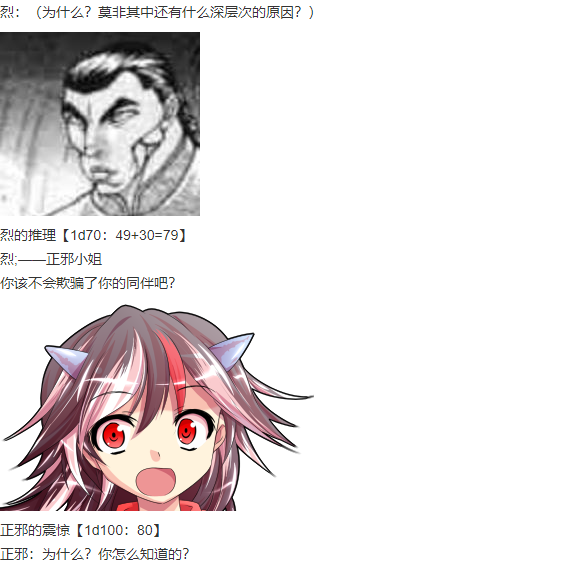 烈：（为什么？莫非其中还有什么深层次的原因？）
烈的推理【1d70：49+30=79】
烈;——正邪小姐
你该不会欺骗了你的同伴吧？
正邪的震惊【1d100：80】
正邪：为什么？你怎么知道的？